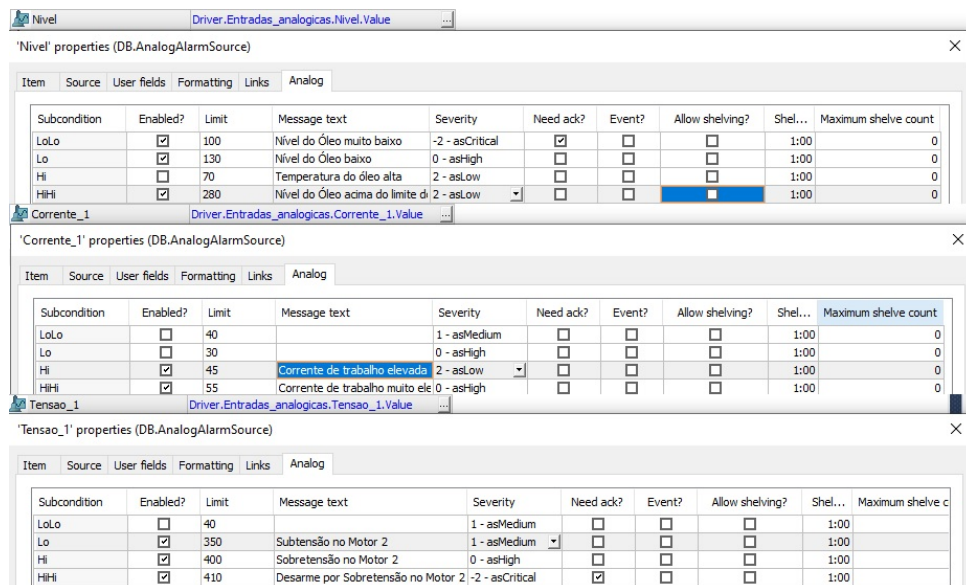 Nivel Driver.Entradas_analogicas.Nivel.Value ...
'Nivel' properties (DB.AnalogAlarmSource)
Item Source User fields Formatting Links Analog
Subcondition Enabled? Limit Message text Severity Need ack? Event? Allow shelving? Shel... Maximum shelve count
LoLo 100 Nível do Óleo muito baixo -2 - asCritical 1:00 0
Lo 130 Nível do Óleo baixo 0 - asHigh 1:00 0
Hi 70 Temperatura do óleo alta 2 - asLow 1:00 0
HiHi 280 Nível do Óleo acima do limite d 2 - asLow 1:00 0
Corrente_1 Driver.Entradas_analogicas.Corrente_1.Value ...
'Corrente_1' properties (DB.AnalogAlarmSource)
Item Source User fields Formatting Links Analog
Subcondition Enabled? Limit Message text Severity Need ack? Event? Allow shelving? Shel... Maximum shelve count
LoLo 40 1 - asMedium 1:00 0
Lo 30 0 - asHigh 1:00 0
Hi 45 Corrente de trabalho elevada 2 - asLow 1:00 0
HiHi 55 Corrente de trabalho muito ele 0 - asHigh 1:00 0
Tensao_1 Driver.Entradas_analogicas.Tensao_1.Value ...
'Tensao_1' properties (DB.AnalogAlarmSource)
Item Source User fields Formatting Links Analog
Subcondition Enabled? Limit Message text Severity Need ack? Event? Allow shelving? Shel... Maximum shelve c
LoLo 40 1 - asMedium 1:00
Lo 350 Subtensão no Motor 2 1 - asMedium 1:00
Hi 400 Sobretensão no Motor 2 0 - asHigh 1:00
HiHi 410 Desarme por Sobretensão no Motor 2 -2 - asCritical 1:00